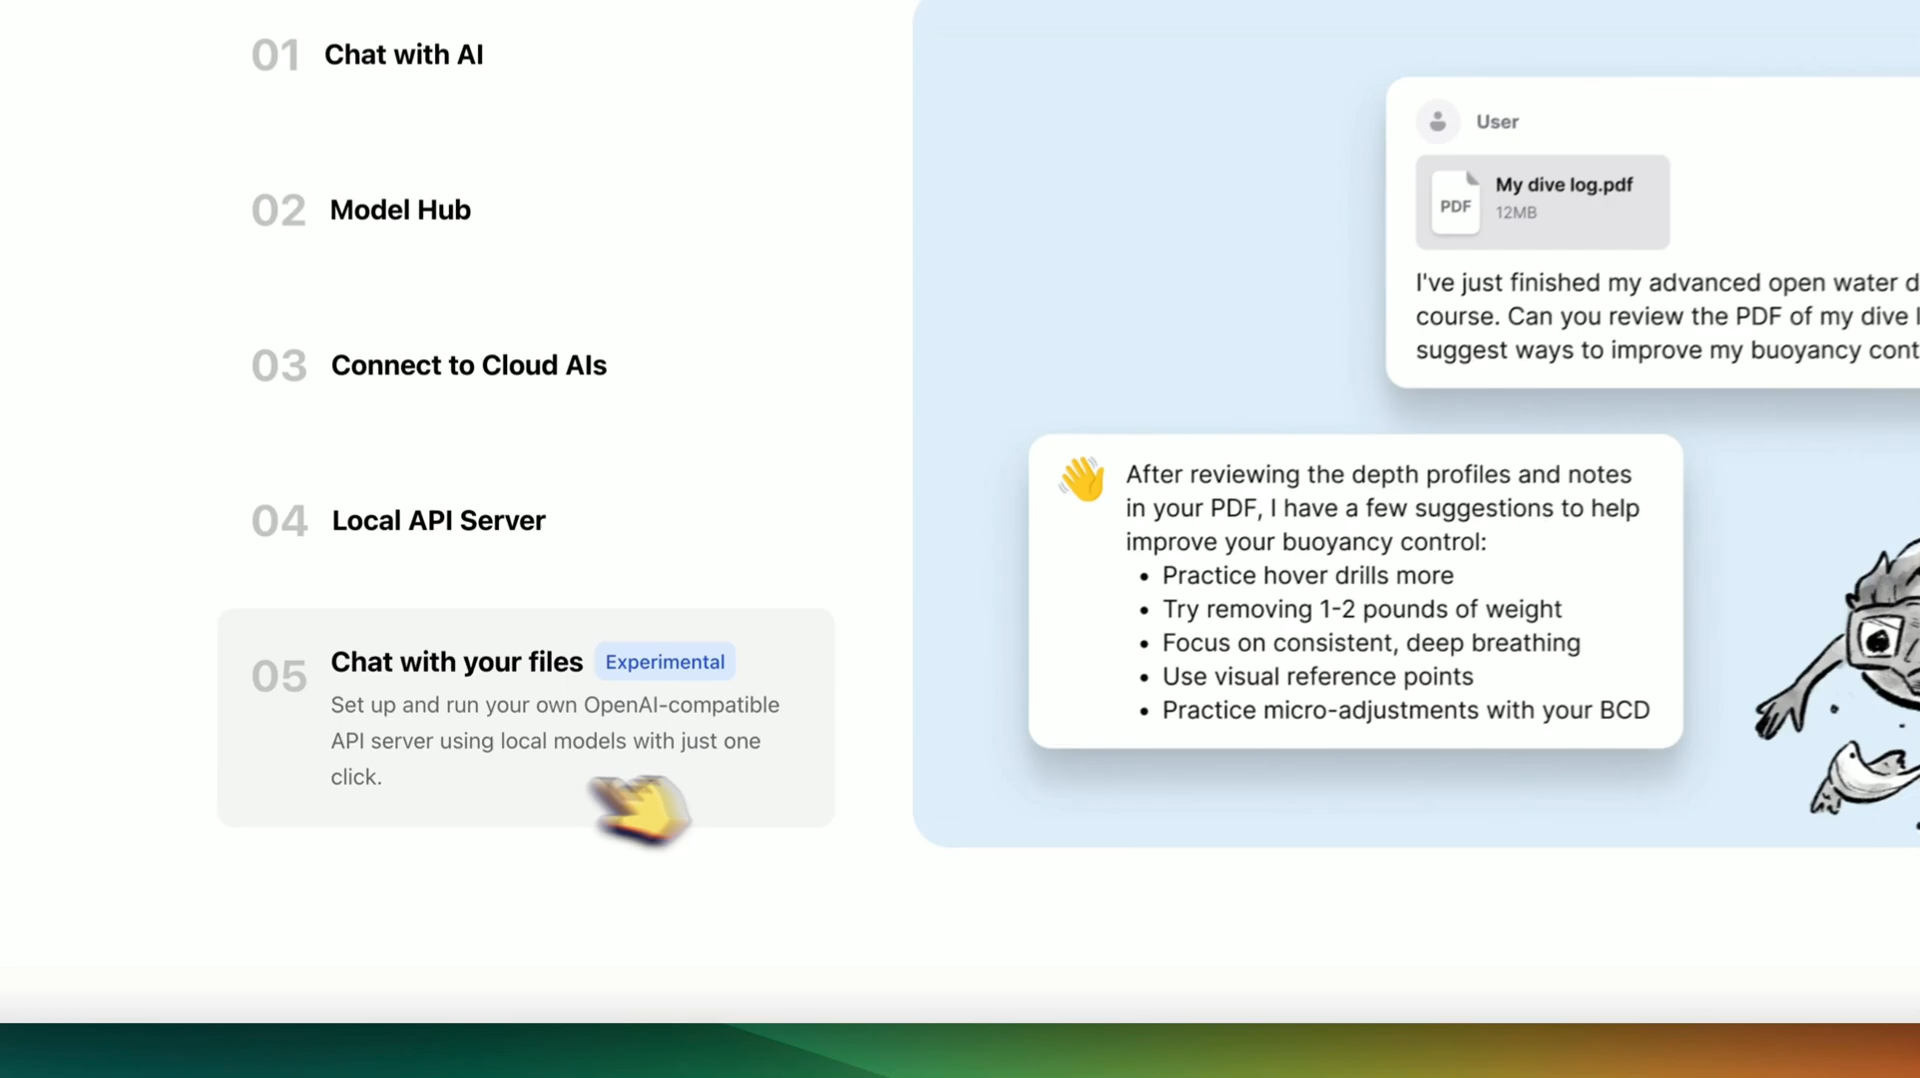 01 Chat with AI
02 Model Hub
03 Connect to Cloud AIs
04 Local API Server
05 Chat with your files Experimental
Set up and run your own OpenAI-compatible
API server using local models with just one
click.
User
PDF
My dive log.pdf
12MB
I've just finished my advanced open water d
course. Can you review the PDF of my dive l
suggest ways to improve my buoyancy cont
After reviewing the depth profiles and notes
in your PDF, I have a few suggestions to help
improve your buoyancy control:
• Practice hover drills more
• Try removing 1-2 pounds of weight
• Focus on consistent, deep breathing
• Use visual reference points
• Practice micro-adjustments with your BCD